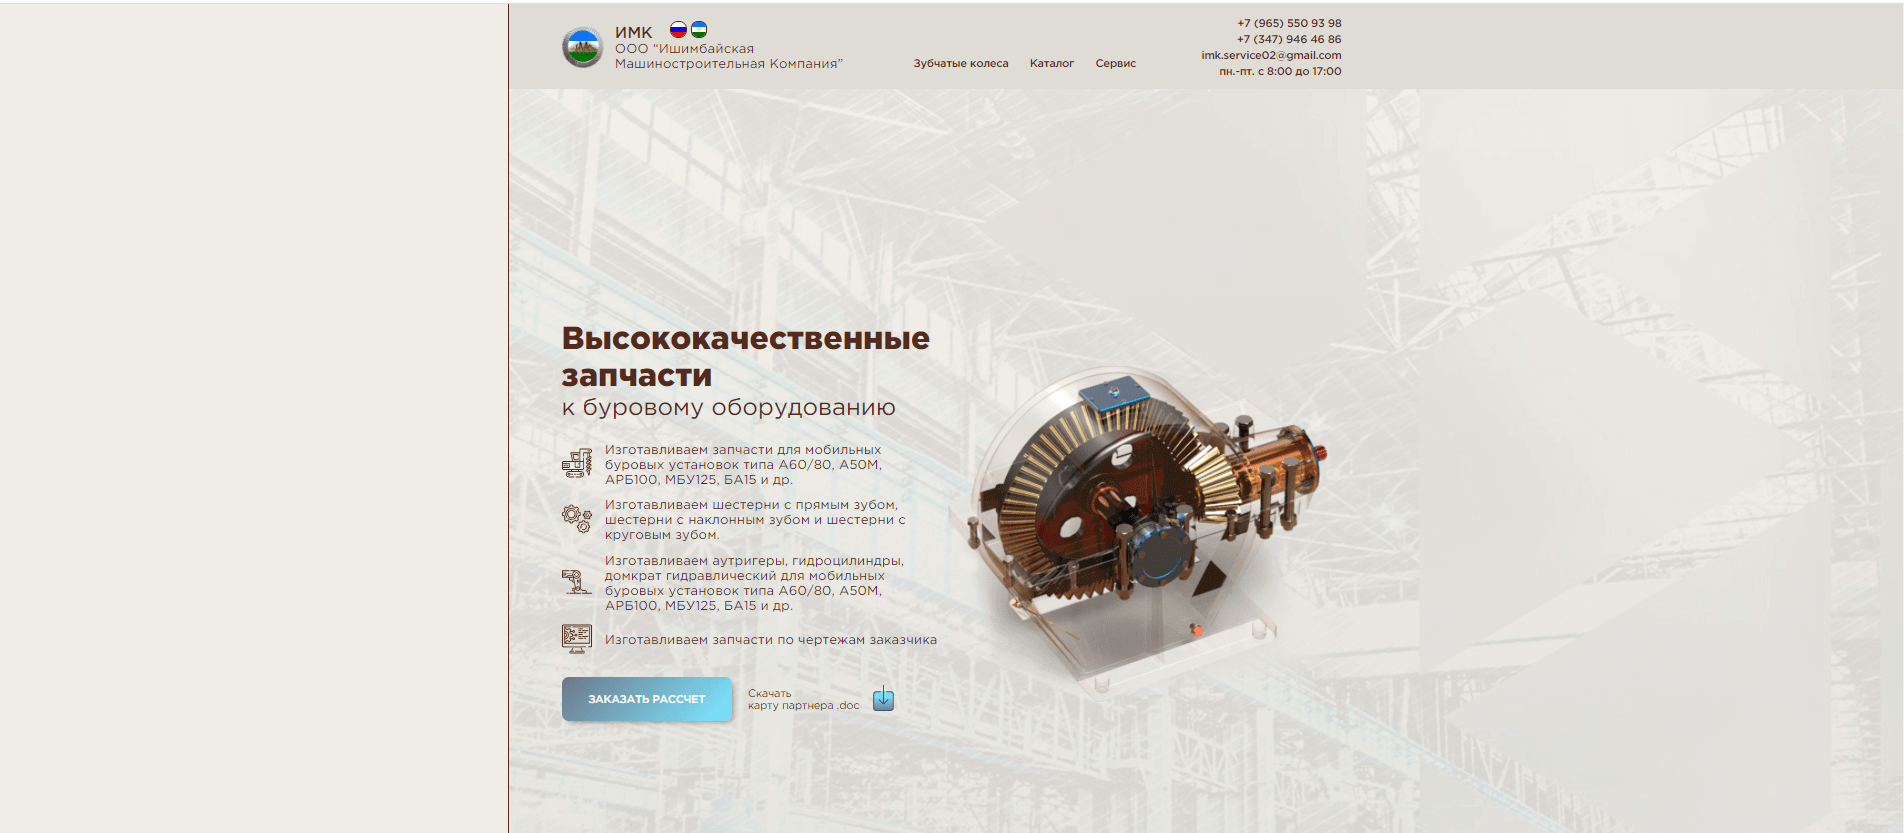 ИМК
ООО “Ишимбайская
Машиностроительная Компания”
Зубчатые колеса
Каталог
Сервис
+7 (965) 550 93 98
+7 (347) 946 46 86
imk.service02@gmail.com
пн.-пт. с 8:00 до 17:00
Высококачественные
запчасти
к буровому оборудованию
Изготавливаем запчасти для мобильных
буровых установок типа А60/80, А50М,
АРБ100, МБУ125, БА15 и др.
Изготавливаем шестерни с прямым зубом,
шестерни с наклонным зубом и шестерни с
круговым зубом.
Изготавливаем аутригеры, гидроцилиндры,
домкрат гидравлический для мобильных
буровых установок типа А60/80, А50М,
АРБ100, МБУ125, БА15 и др.
Изготавливаем запчасти по чертежам заказчика
ЗАКАЗАТЬ РАССЧЕТ
Скачать
карту партнера .doc